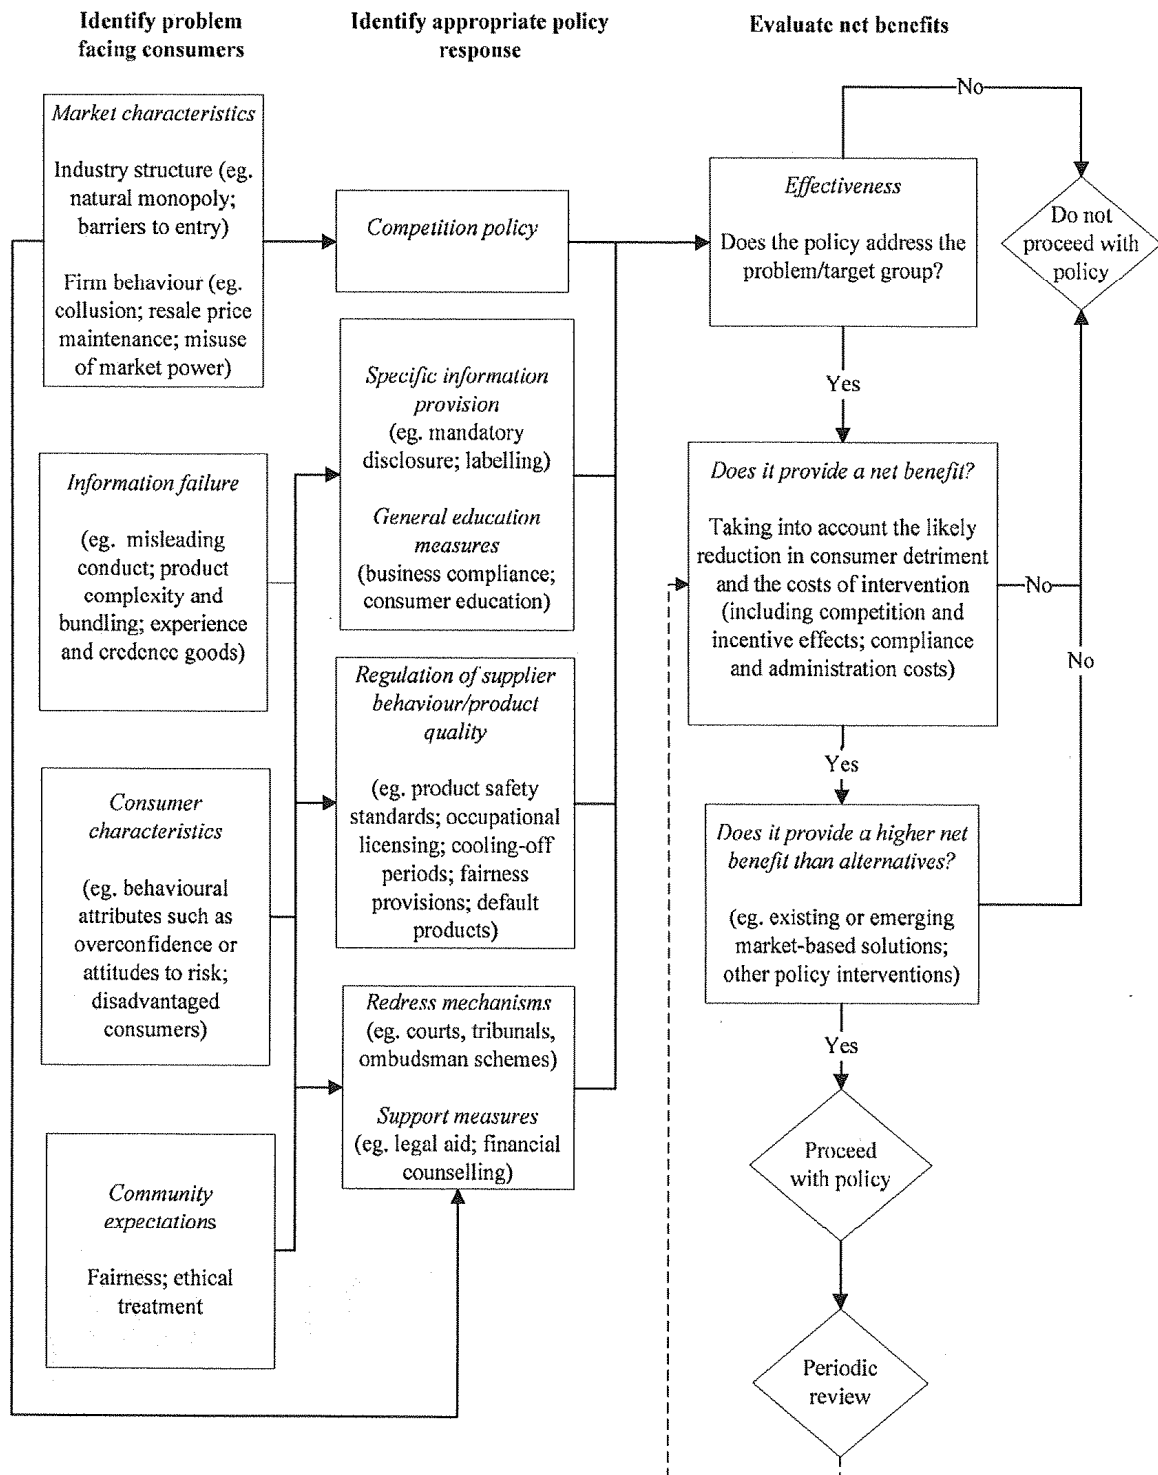 Identify problem
facing consumers
Identify appropriate policy
response
Evaluate net benefits
Market characteristics
Industry structure (eg.
natural monopoly;
barriers to entry)
Firm behaviour (eg.
collusion; resale price
maintenance; misuse
of market power)
Information failure
(eg. misleading
conduct; product
complexity and
bundling; experience
and credence goods)
Consumer
characteristics
(eg. behavioural
attributes such as
overconfidence or
attitudes to risk;
disadvantaged
consumers)
Community
expectations
Fairness; ethical
treatment
Competition policy
Specific information
provision
(eg. mandatory
disclosure; labelling)
General education
measures
(business compliance;
consumer education)
Regulation of supplier
behaviour/product
quality
(eg. product safety
standards; occupational
licensing; cooling-off
periods; fairness
provisions; default
products)
Redress mechanisms
(eg. courts, tribunals,
ombudsman schemes)
Support measures
(eg. legal aid; financial
counselling)
No
Effectiveness
Does the policy address the
problem/target group?
Do not
proceed with
policy
Yes
Does it provide a net benefit?
Taking into account the likely
reduction in consumer detriment
and the costs of intervention
(including competition and
incentive effects; compliance
and administration costs)
No
No
Yes
Does it provide a higher net
benefit than alternatives?
(eg. existing or emerging
market-based solutions;
other policy interventions)
Yes
Proceed
with policy
Periodic
review